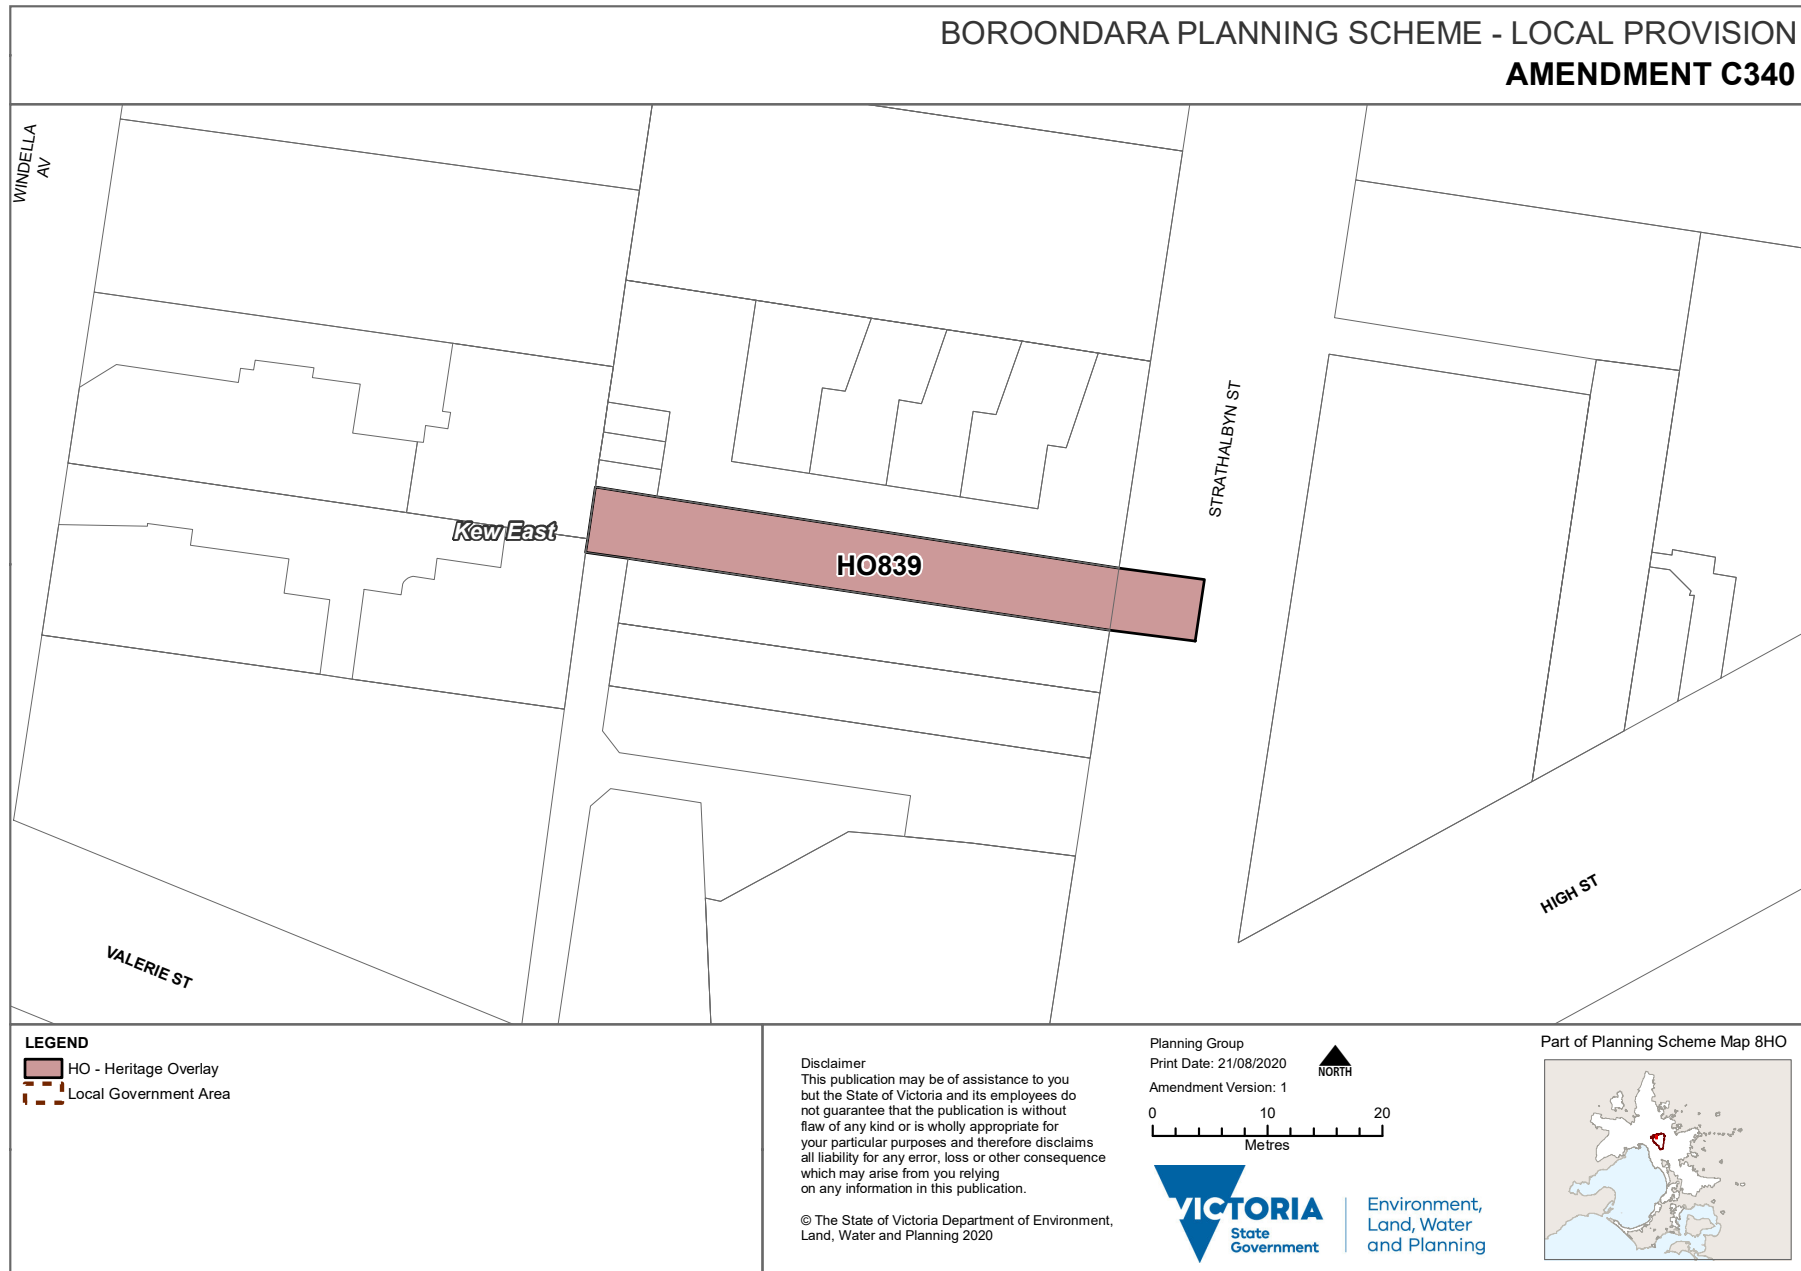 BOROONDARA PLANNING SCHEME - LOCAL PROVISION
AMENDMENT C340
WINDELLA
AV
STRATHALBYN ST
Kew East
HO839
HIGH ST
VALERIE ST
LEGEND
HO - Heritage Overlay
Local Government Area
Disclaimer
This publication may be of assistance to you
but the State of Victoria and its employees do
not guarantee that the publication is without
flaw of any kind or is wholly appropriate for
your particular purposes and therefore disclaims
all liability for any error, loss or other consequence
which may arise from you relying
on any information in this publication.
© The State of Victoria Department of Environment,
Land, Water and Planning 2020
Planning Group
Print Date: 21/08/2020
Amendment Version: 1
NORTH
0 10 20
Metres
VICTORIA
State
Government
Environment,
Land, Water
and Planning
Part of Planning Scheme Map 8HO